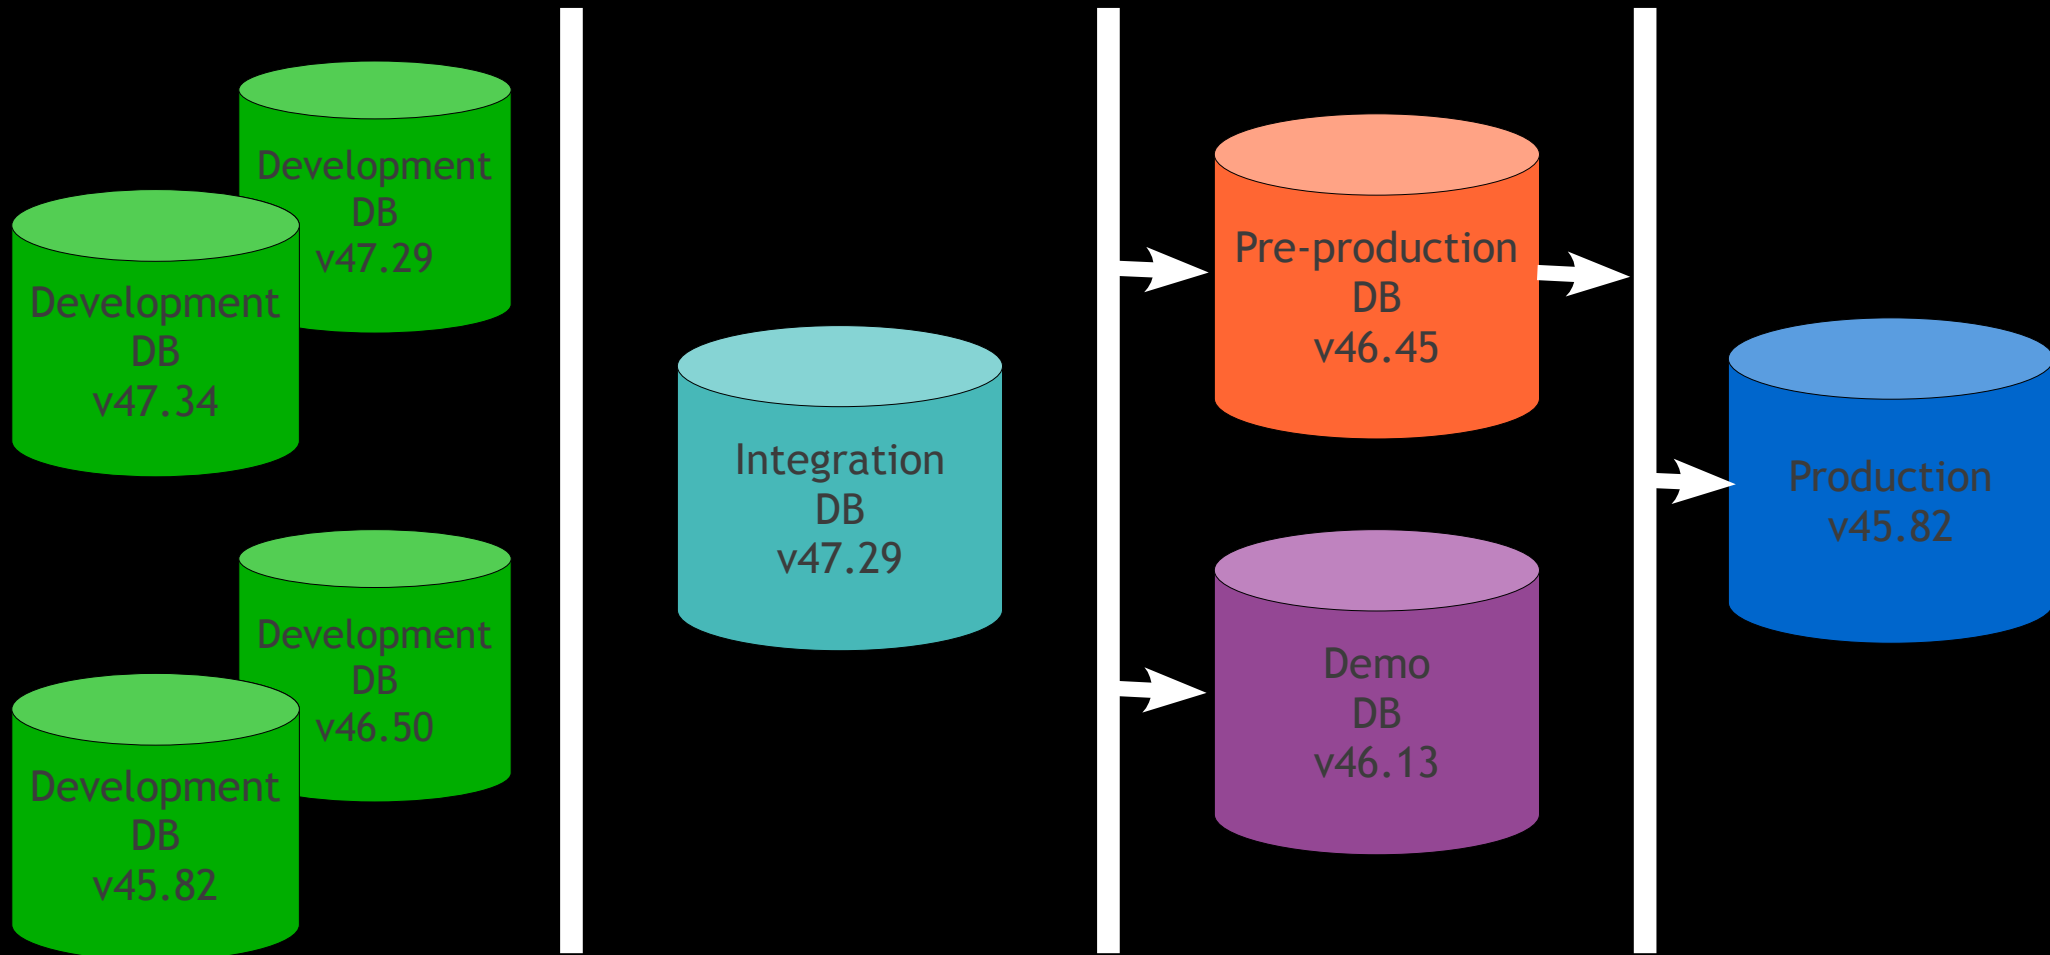 Development
DB
v47.29
Development
DB
v47.34
Development
DB
v46.50
Development
DB
v45.82
Integration
DB
v47.29
Pre-production
DB
v46.45
Demo
DB
v46.13
Production
v45.82